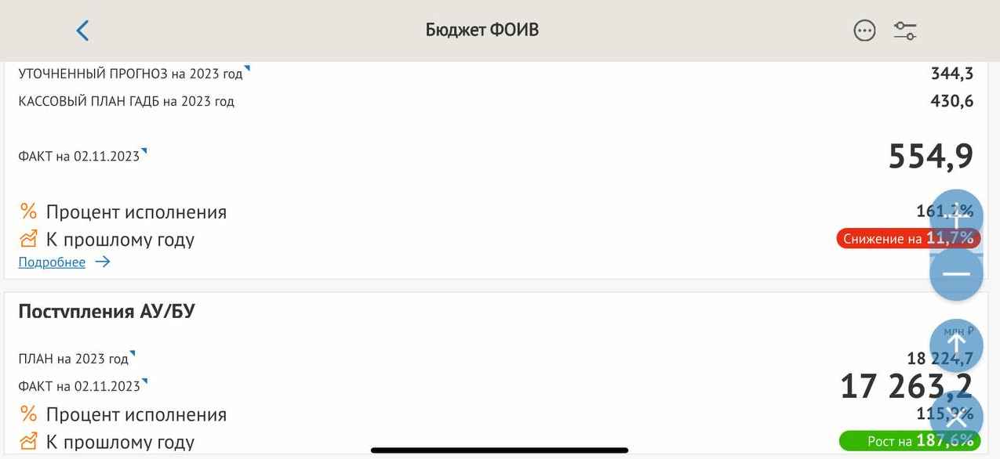 Бюджет ФОИВ
УТОЧНЕННЫЙ ПРОГНОЗ на 2023 год 344,3
КАССОВЫЙ ПЛАН ГАДБ на 2023 год 430,6
ФАКТ на 02.11.2023 554,9
% Процент исполнения 161,2%
К прошлому году Снижение на 11,7%
Подробнее →
Поступления АУ/БУ
млн ₽
ПЛАН на 2023 год 18 224,7
ФАКТ на 02.11.2023 17 263,2
% Процент исполнения 115,9%
К прошлому году Рост на 187,6%